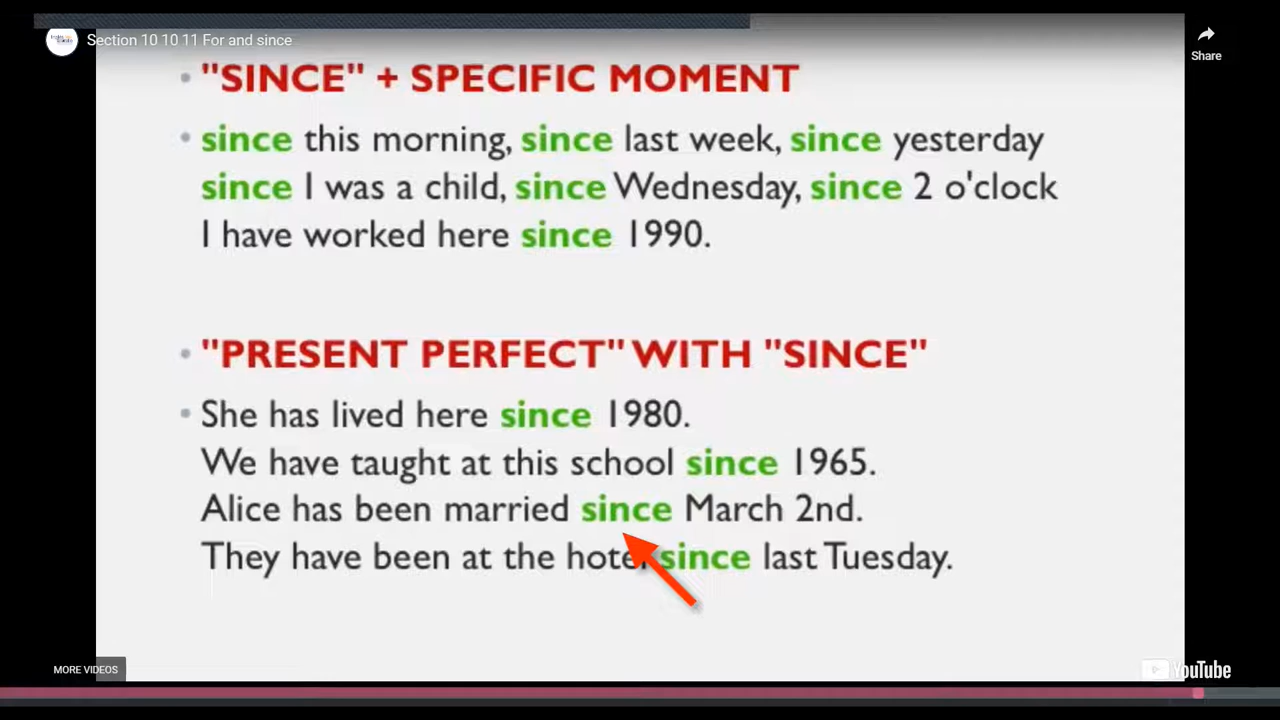 Section 10 10 11 For and since
Share
• "SINCE" + SPECIFIC MOMENT
• since this morning, since last week, since yesterday
since I was a child, since Wednesday, since 2 o'clock
I have worked here since 1990.
• "PRESENT PERFECT" WITH "SINCE"
• She has lived here since 1980.
We have taught at this school since 1965.
Alice has been married since March 2nd.
They have been at the hotel since last Tuesday.
MORE VIDEOS
YouTube